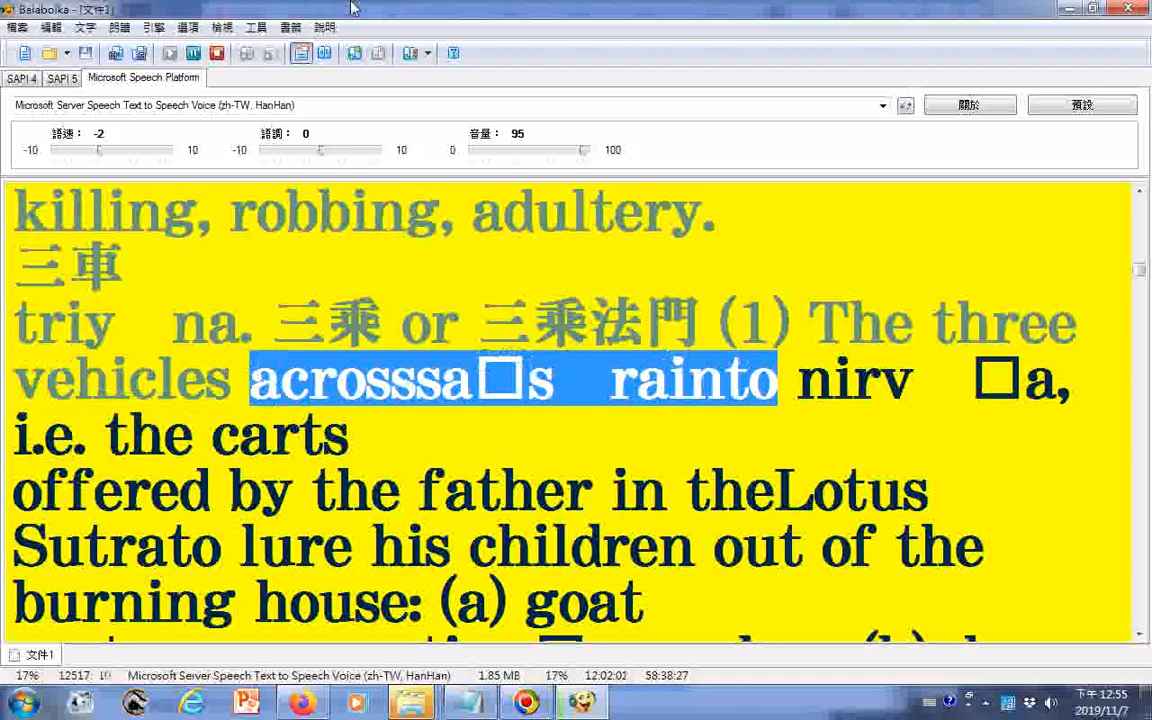 Balabolka - [文件1]
檔案 編輯 文字 朗讀 引擎 選項 檢視 工具 書籤 說明
SAPI 4 SAPI 5 Microsoft Speech Platform
Microsoft Server Speech Text to Speech Voice (zh-TW, HanHan) 關於 預設
語速： -2 語調： 0 音量： 95
-10 10 -10 10 0 100
killing, robbing, adultery.
三車
triy na. 三乘 or 三乘法門 (1) The three
vehicles acrosssa□s rainto nirv □a,
i.e. the carts
offered by the father in theLotus
Sutrato lure his children out of the
burning house: (a) goat
文件1
17% 12517: Microsoft Server Speech Text to Speech Voice (zh-TW, HanHan) 1.85 MB 17% 12:02:02 58:38:27
下午 12:55
2019/11/7